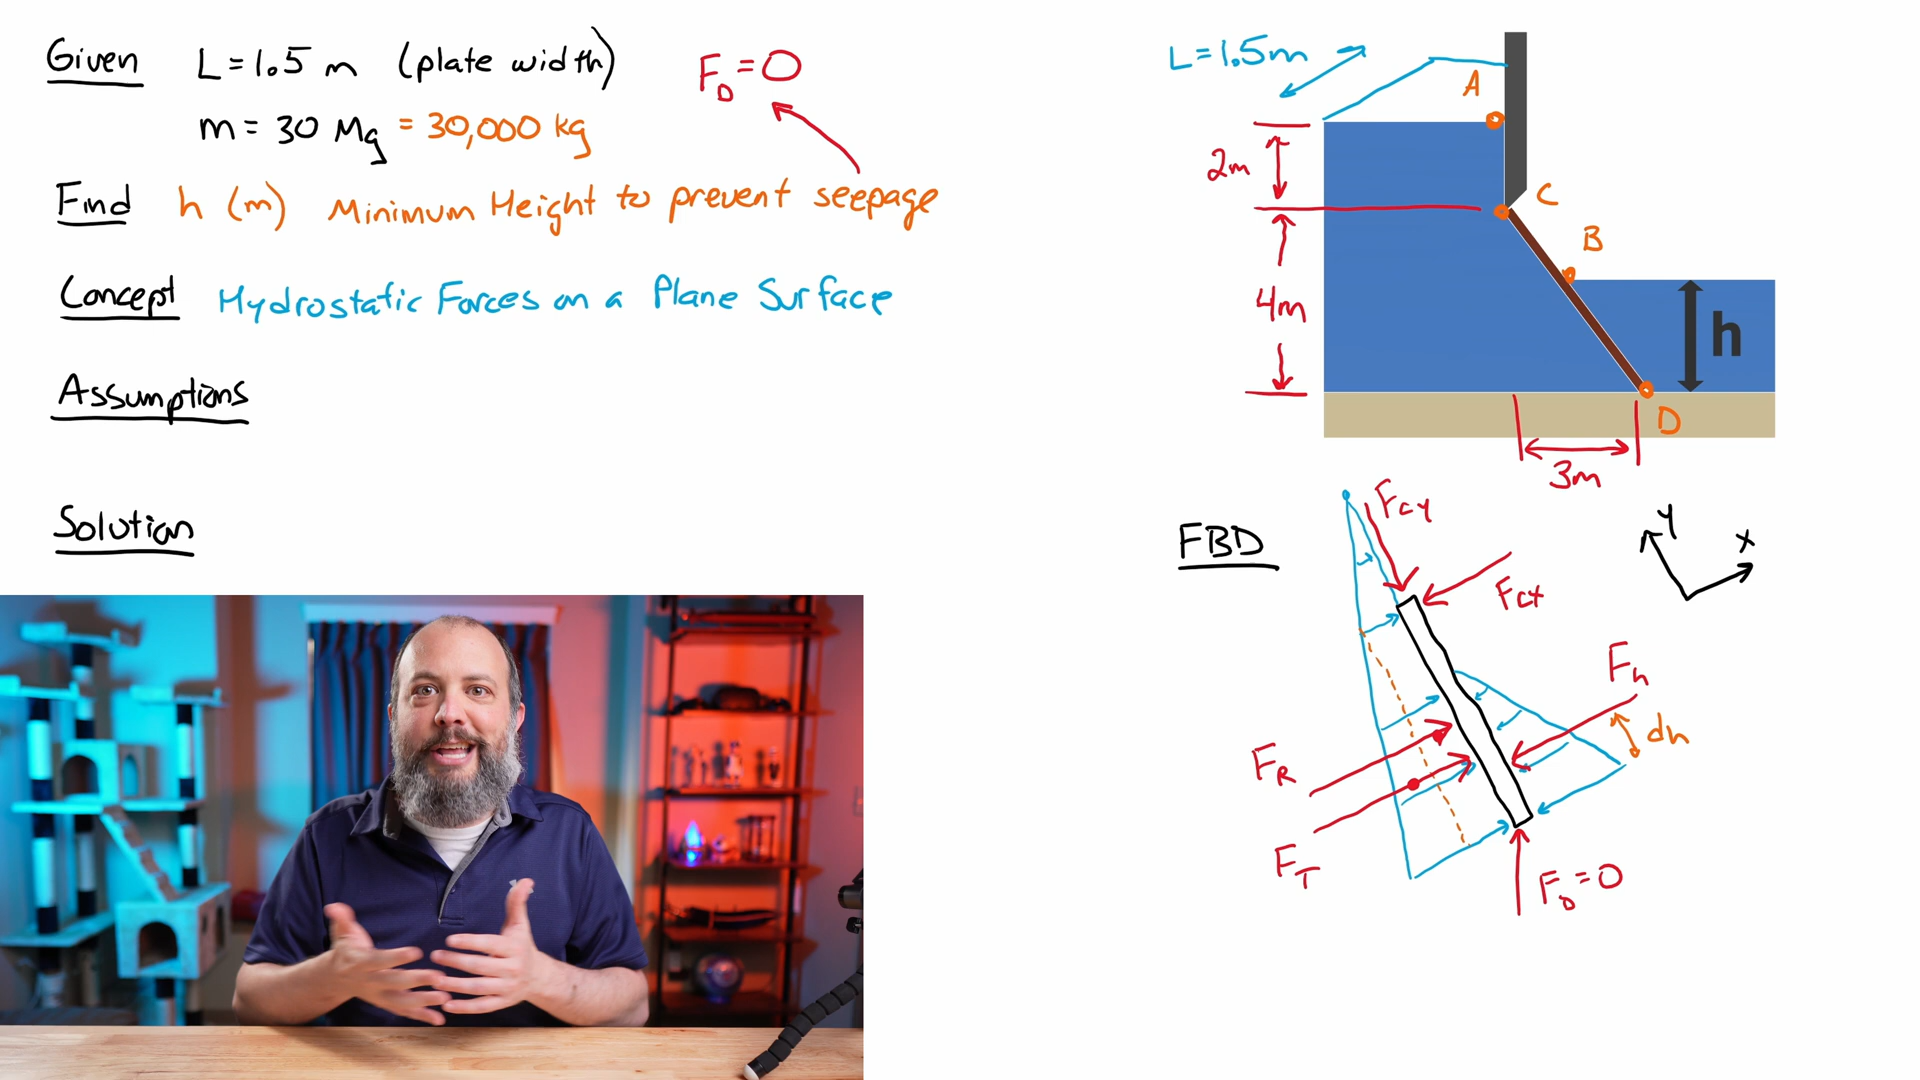 Given L = 1.5 m (plate width)
m = 30 Mg = 30,000 kg
F_D = 0
Find h (m) Minimum Height to prevent seepage
Concept Hydrostatic Forces on a Plane Surface
Assumptions
Solution
L = 1.5m
A
2m
C
B
4m
h
D
3m
FBD
F_CY
Y
X
F_CX
F_h
dh
F_R
F_T
F_D = 0